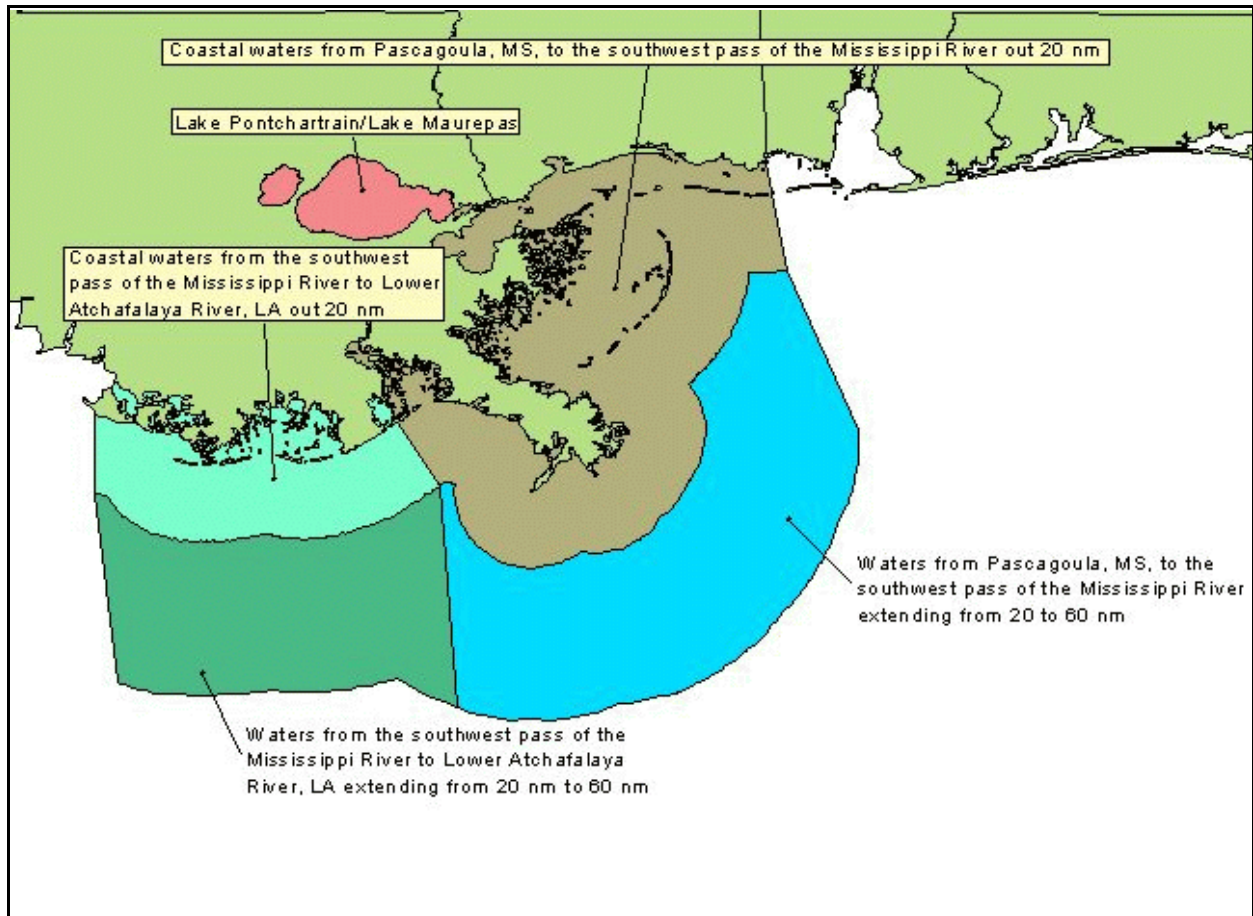 Coastal waters from Pascagoula, MS, to the southwest pass of the Mississippi River out 20 nm
Lake Pontchartrain/Lake Maurepas
Coastal waters from the southwest
pass of the Mississippi River to Lower
Atchafalaya River, LA out 20 nm
Waters from Pascagoula, MS, to the
southwest pass of the Mississippi River
extending from 20 to 60 nm
Waters from the southwest pass of the
Mississippi River to Lower Atchafalaya
River, LA extending from 20 nm to 60 nm